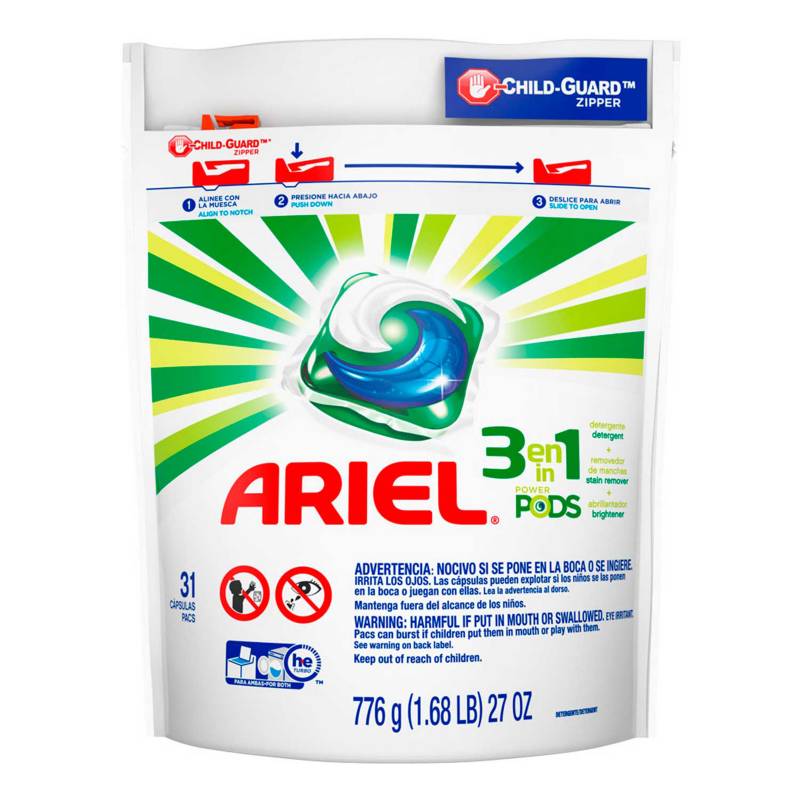 CHILD-GUARD™
ZIPPER
CHILD-GUARD™
ZIPPER
1 ALINEE CON
LA MUESCA
ALIGN TO NOTCH
2 PRESIONE HACIA ABAJO
PUSH DOWN
3 DESLICE PARA ABRIR
SLIDE TO OPEN
3 en in 1
POWER
PODS
detergente
detergent
+
removedor
de manchas
stain remover
+
abrillantador
brightener
ARIEL®
31
CÁPSULAS
PACS
ADVERTENCIA: NOCIVO SI SE PONE EN LA BOCA O SE INGIERE.
IRRITA LOS OJOS. Las cápsulas pueden explotar si los niños se las ponen
en la boca o juegan con ellas. Lea la advertencia al dorso.
Mantenga fuera del alcance de los niños.
WARNING: HARMFUL IF PUT IN MOUTH OR SWALLOWED. EYE IRRITANT.
Pacs can burst if children put them in mouth or play with them.
See warning on back label.
Keep out of reach of children.
he
TURBO
™
PARA AMBAS•FOR BOTH
776 g (1.68 LB) 27 OZ
DETERGENTE/DETERGENT